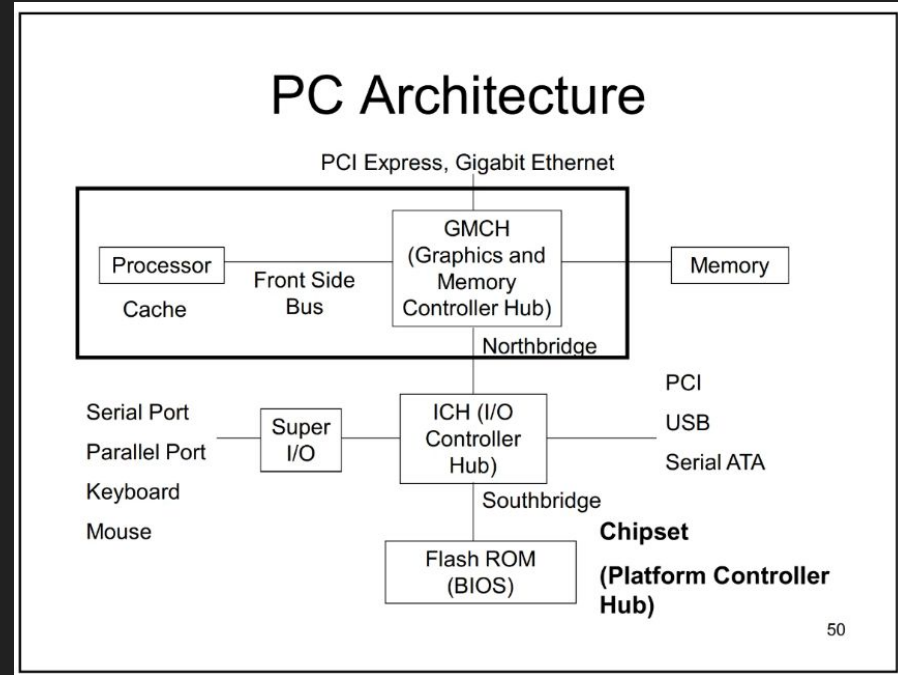 PC Architecture
PCI Express, Gigabit Ethernet
GMCH
(Graphics and
Memory
Controller Hub)
Processor
Cache
Front Side
Bus
Memory
Northbridge
Serial Port
Parallel Port
Keyboard
Mouse
Super
I/O
ICH (I/O
Controller
Hub)
PCI
USB
Serial ATA
Southbridge
Flash ROM
(BIOS)
Chipset
(Platform Controller
Hub)
50